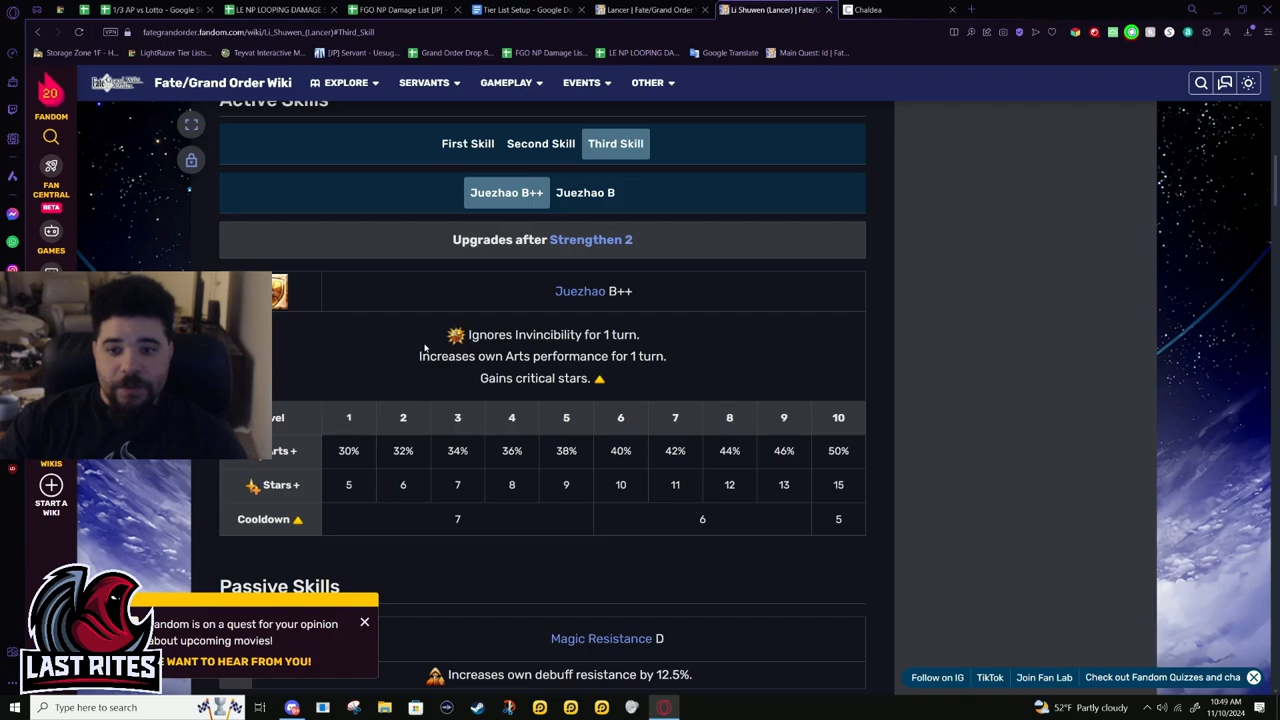 1/3 AP vs Lotto - Google S
LE NP LOOPING DAMAGE S
FGO NP Damage List [JP] -
Tier List Setup - Google Do
Lancer | Fate/Grand Order
Li Shuwen (Lancer) | Fate/G
Chaldea
VPN
fategrandorder.fandom.com/wiki/Li_Shuwen_(Lancer)#Third_Skill
Storage Zone 1F - H...
LightRazer Tier Lists...
Teyvat Interactive M...
[JP] Servant - Uesug...
Grand Order Drop R...
FGO NP Damage Lis...
LE NP LOOPING DA...
Google Translate
Main Quest: Id | Fat...
20
FANDOM
FAN
CENTRAL
BETA
GAMES
WIKIS
START A
WIKI
Fate/Grand Order Wiki
EXPLORE
SERVANTS
GAMEPLAY
EVENTS
OTHER
Active Skills
First Skill Second Skill Third Skill
Juezhao B++ Juezhao B
Upgrades after Strengthen 2
Juezhao B++
Ignores Invincibility for 1 turn.
Increases own Arts performance for 1 turn.
Gains critical stars.
vel 1 2 3 4 5 6 7 8 9 10
Arts + 30% 32% 34% 36% 38% 40% 42% 44% 46% 50%
Stars + 5 6 7 8 9 10 11 12 13 15
Cooldown 7 6 5
Passive Skills
Magic Resistance D
Increases own debuff resistance by 12.5%.
andom is on a quest for your opinion
about upcoming movies!
E WANT TO HEAR FROM YOU!
LAST RITES
Follow on IG TikTok Join Fan Lab Check out Fandom Quizzes and cha
Type here to search
52°F Partly cloudy
10:49 AM
11/10/2024